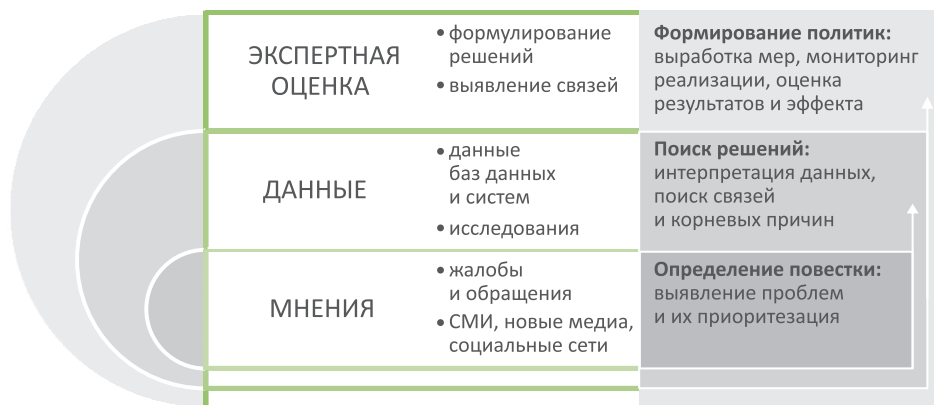 ЭКСПЕРТНАЯ
ОЦЕНКА
• формулирование
решений
• выявление связей
Формирование политик:
выработка мер, мониторинг
реализации, оценка
результатов и эффекта
ДАННЫЕ
• данные
баз данных
и систем
• исследования
Поиск решений:
интерпретация данных,
поиск связей
и корневых причин
МНЕНИЯ
• жалобы
и обращения
• СМИ, новые медиа,
социальные сети
Определение повестки:
выявление проблем
и их приоритезация